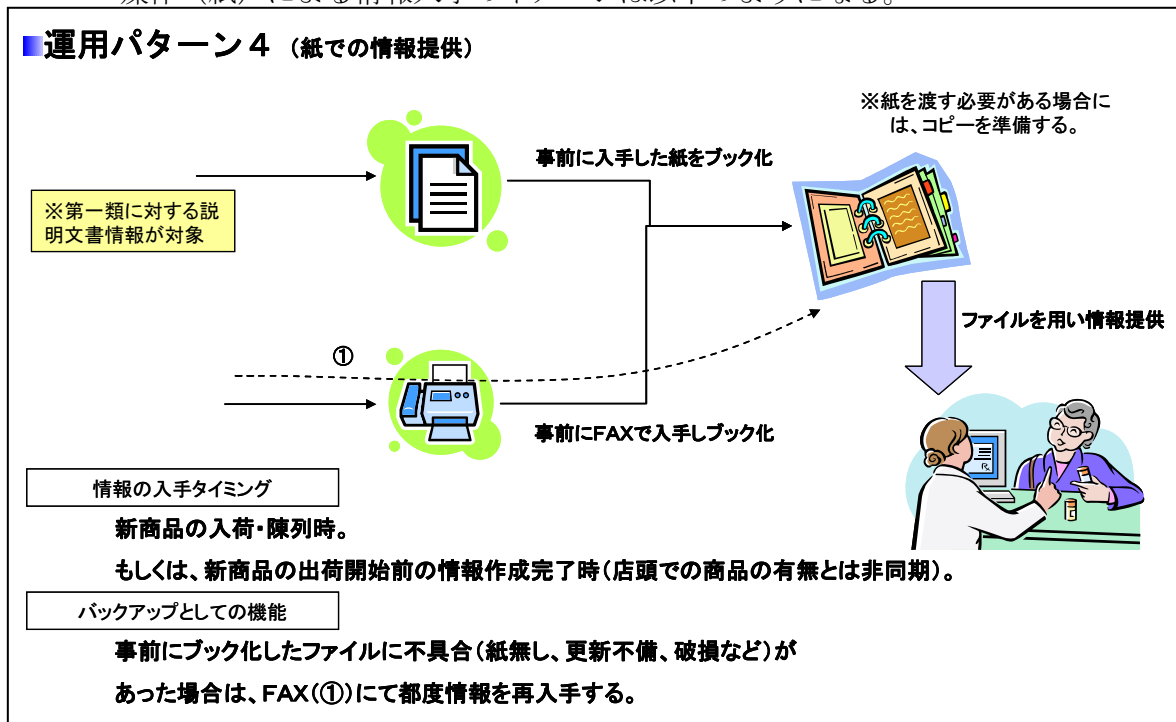 ■運用パターン４（紙での情報提供）
※紙を渡す必要がある場合に
は、コピーを準備する。
事前に入手した紙をブック化
※第一類に対する説
明文書情報が対象
ファイルを用い情報提供
①
事前にFAXで入手しブック化
情報の入手タイミング
新商品の入荷・陳列時。
もしくは、新商品の出荷開始前の情報作成完了時（店頭での商品の有無とは非同期）。
バックアップとしての機能
事前にブック化したファイルに不具合（紙無し、更新不備、破損など）が
あった場合は、FAX（①）にて都度情報を再入手する。